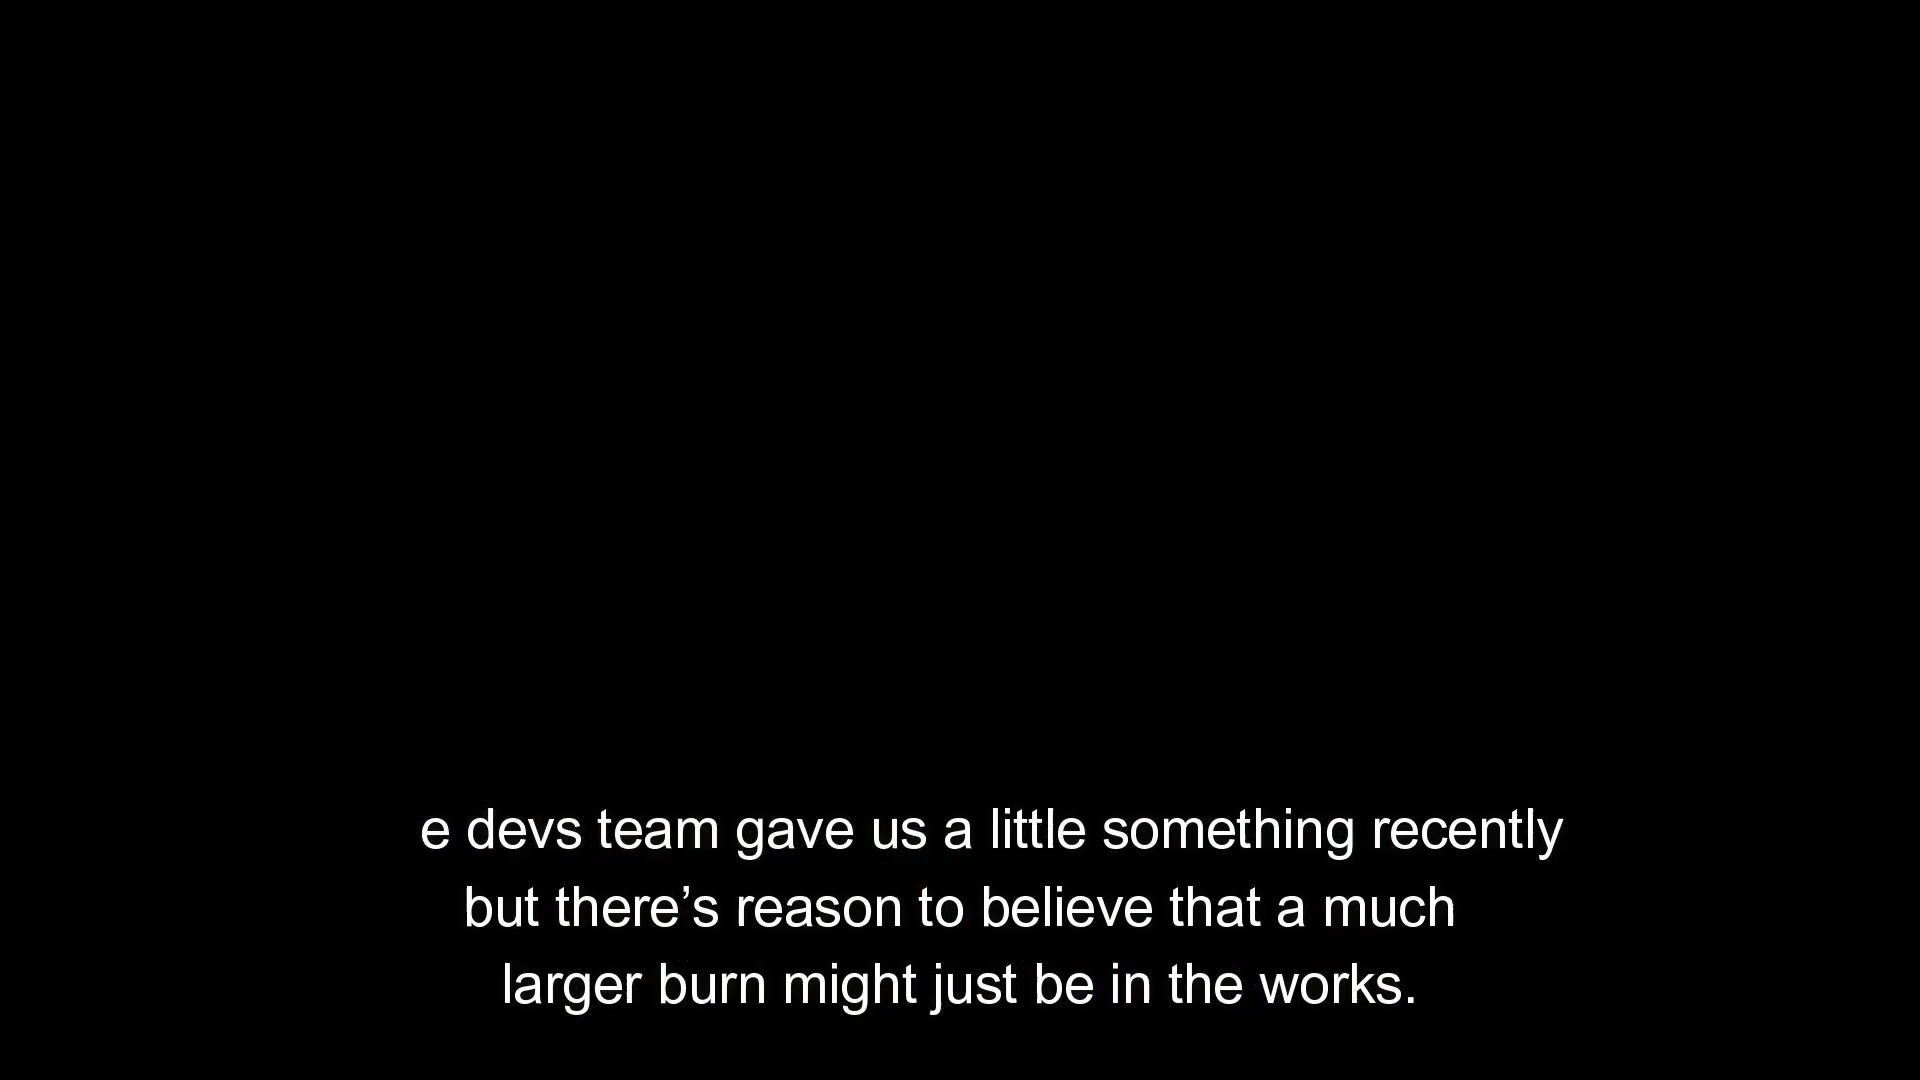 e devs team gave us a little something recently
but there’s reason to believe that a much
larger burn might just be in the works.